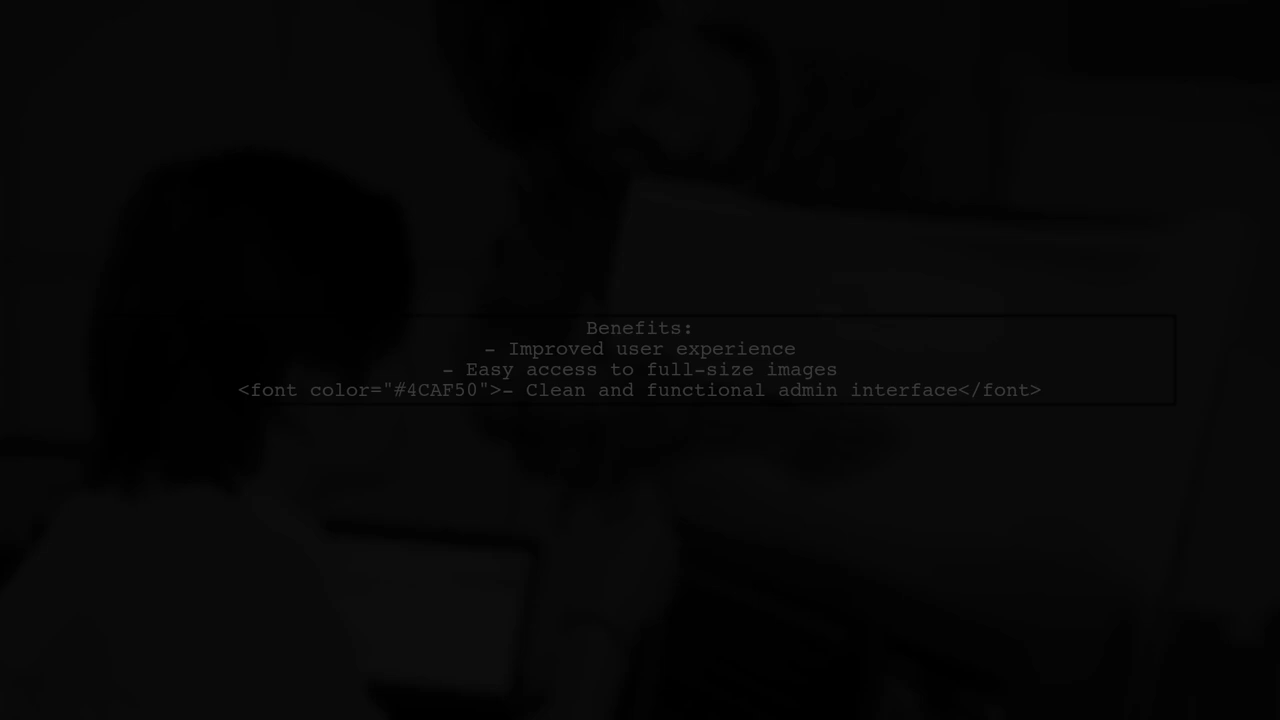 Benefits:
- Improved user experience
- Easy access to full-size images
<font color="#4CAF50">- Clean and functional admin interface</font>